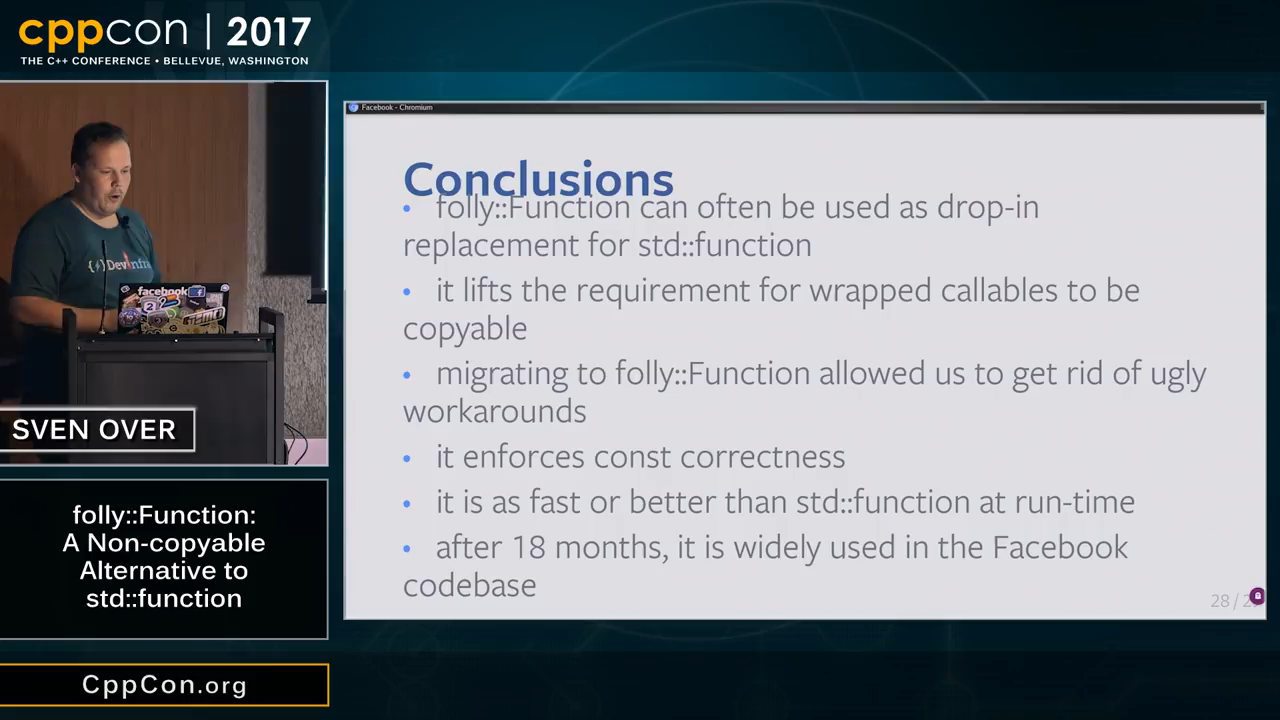 cppcon | 2017
THE C++ CONFERENCE • BELLEVUE, WASHINGTON
Facebook - Chromium
Conclusions
• folly::Function can often be used as drop-in
replacement for std::function
• it lifts the requirement for wrapped callables to be
copyable
• migrating to folly::Function allowed us to get rid of ugly
workarounds
• it enforces const correctness
• it is as fast or better than std::function at run-time
• after 18 months, it is widely used in the Facebook
codebase
28 /
DevInfra
facebook
SVEN OVER
folly::Function:
A Non-copyable
Alternative to
std::function
CppCon.org